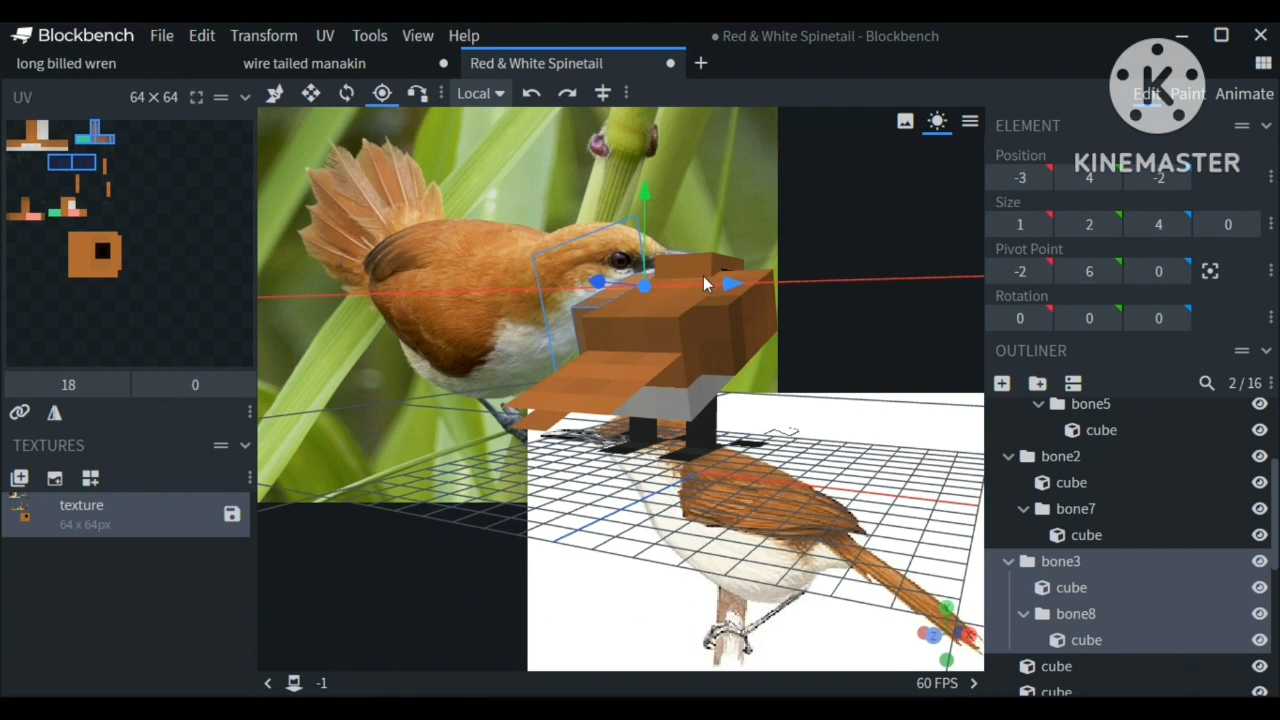 Blockbench File Edit Transform UV Tools View Help Red & White Spinetail - Blockbench
long billed wren wire tailed manakin Red & White Spinetail
UV 64 × 64 Local Edit Paint Animate
K
KINEMASTER
ELEMENT
Position
-3 4 -2
Size
1 2 4 0
Pivot Point
-2 6 0
Rotation
0 0 0
OUTLINER
2 / 16
bone5
cube
bone2
cube
bone7
cube
bone3
cube
bone8
cube
cube
cube
18 0
TEXTURES
texture
64 x 64px
Z X
-1 60 FPS